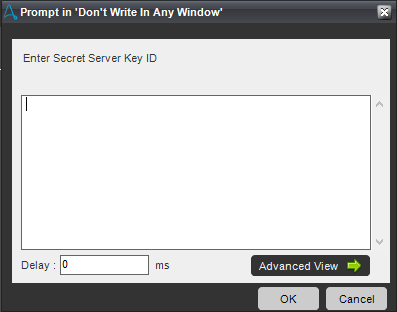 Prompt in 'Don't Write In Any Window'
Enter Secret Server Key ID
Delay : 0 ms
Advanced View
OK Cancel